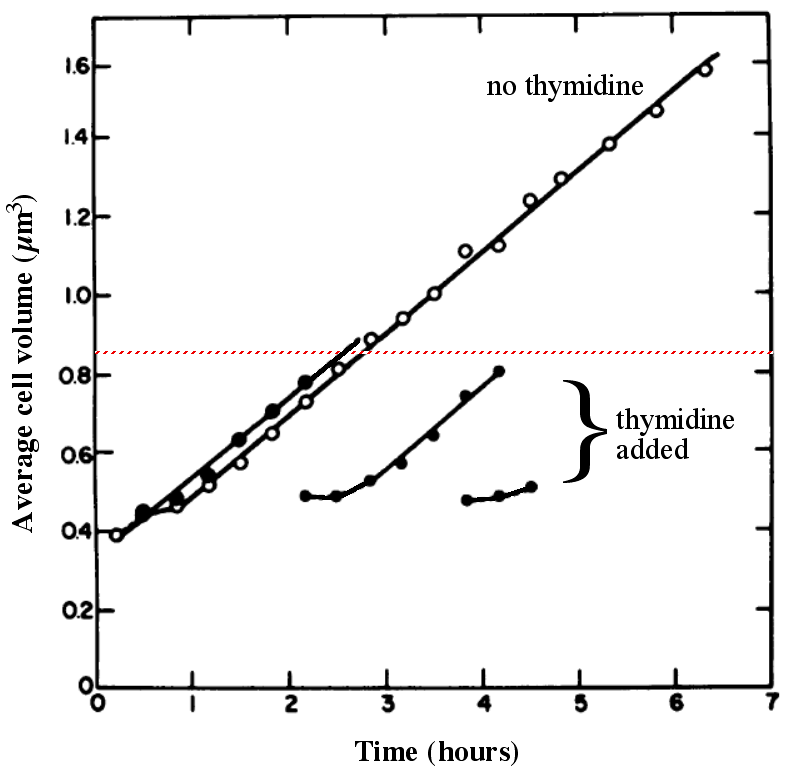 no thymidine
1.6
1.4
1.2
1.0
0.8
0.6
0.4
0.2
0
Average cell volume (μm³)
thymidine
added
0 1 2 3 4 5 6 7
Time (hours)